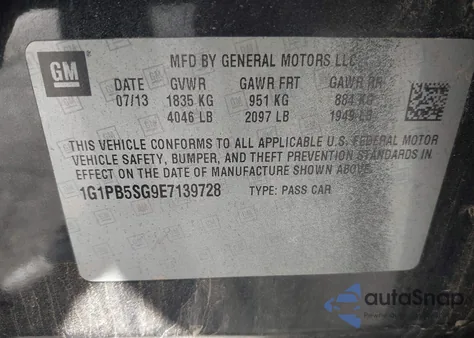 GM
MFD BY GENERAL MOTORS LLC
DATE GVWR GAWR FRT GAWR RR
07/13 1835 KG 951 KG 884 KG
4046 LB 2097 LB 1949 LB
THIS VEHICLE CONFORMS TO ALL APPLICABLE U.S. FEDERAL MOTOR
VEHICLE SAFETY, BUMPER, AND THEFT PREVENTION STANDARDS IN
EFFECT ON THE DATE OF MANUFACTURE SHOWN ABOVE.
1G1PB5SG9E7139728 TYPE: PASS CAR
autoSnap